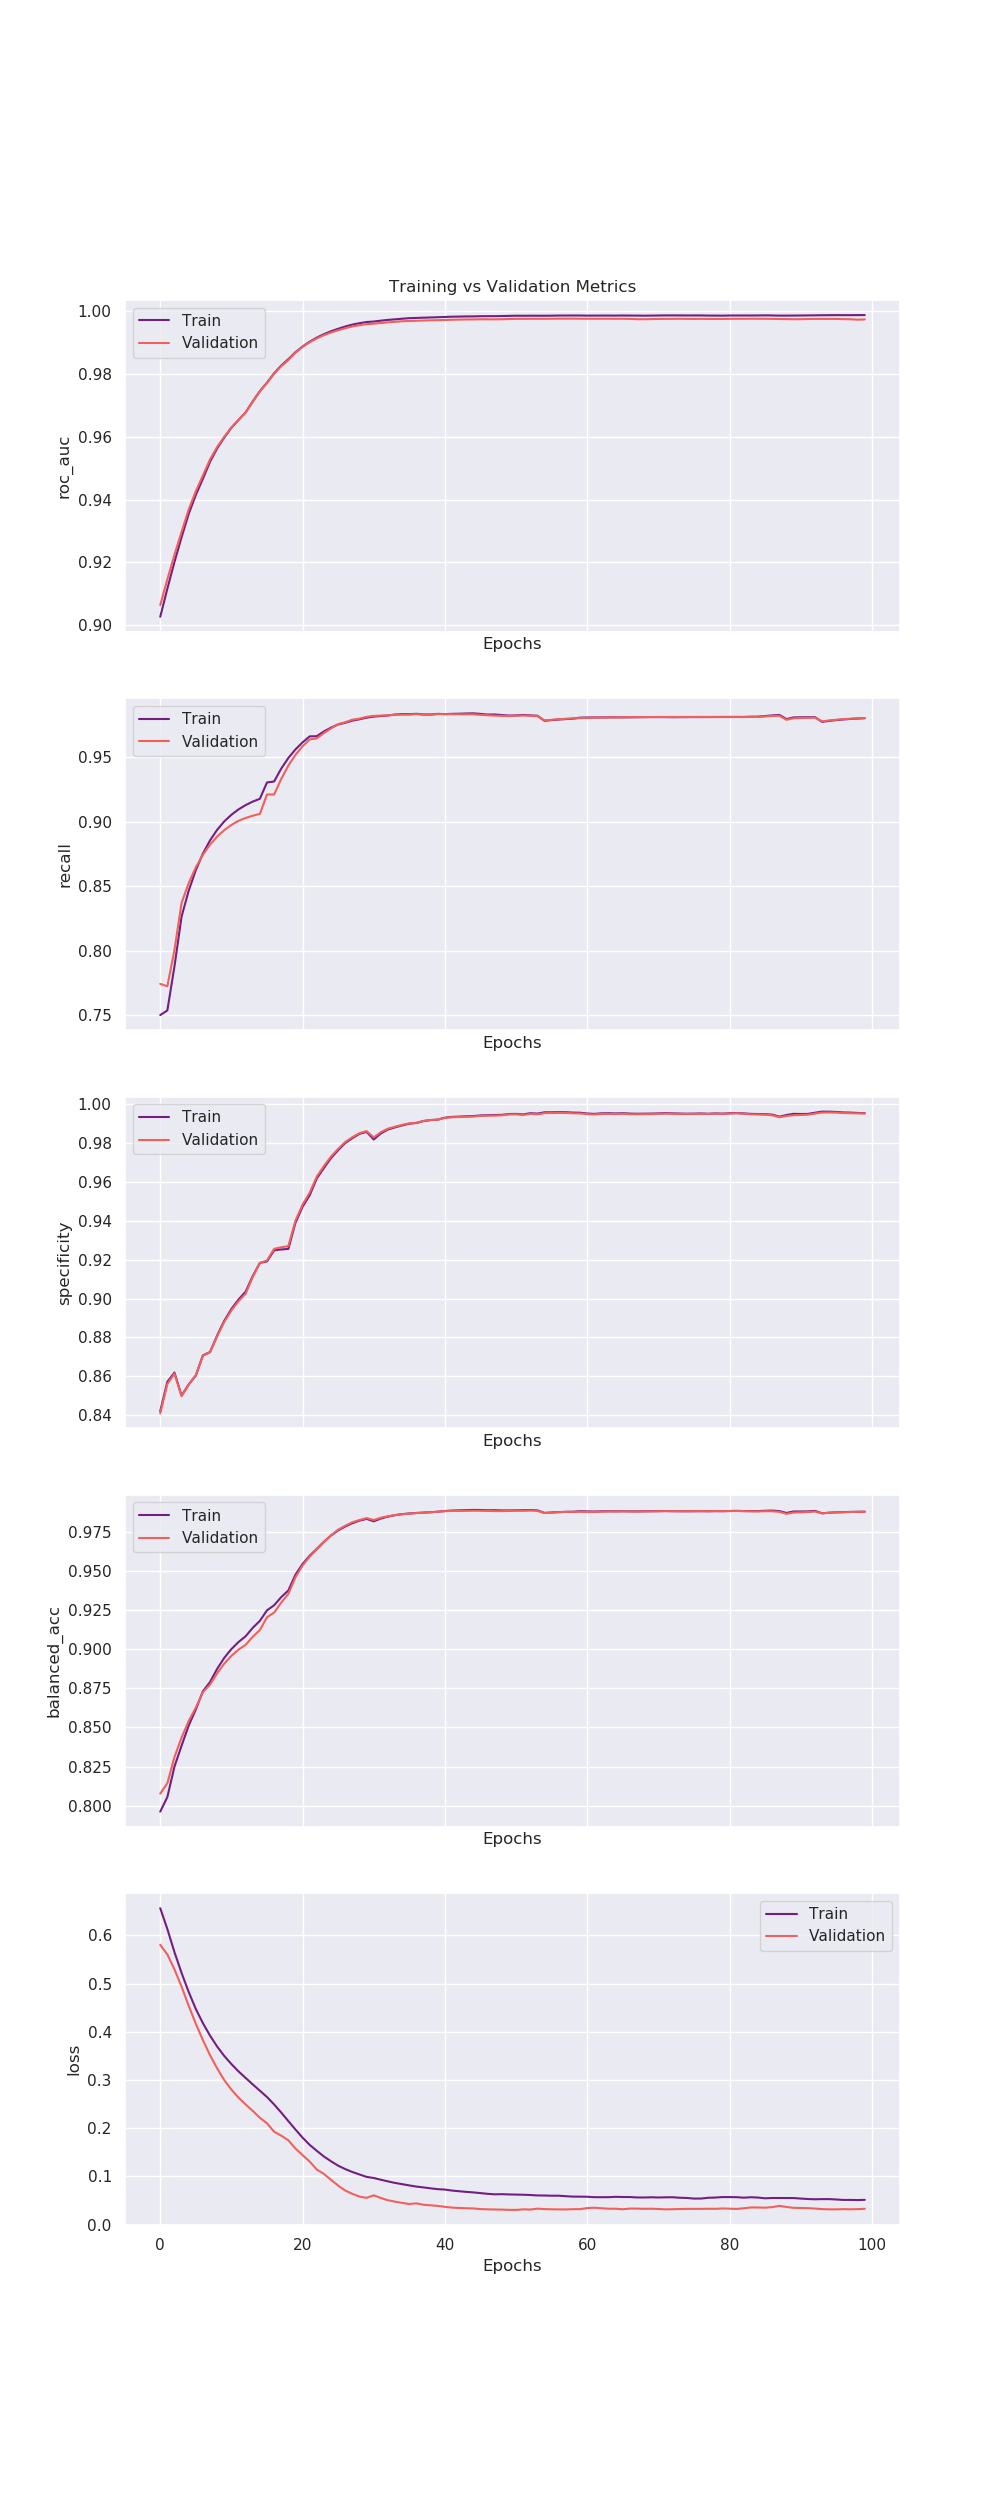 Training vs Validation Metrics
1.00
0.98
0.96
0.94
0.92
0.90
roc_auc
Train
Validation
Epochs
0.95
0.90
0.85
0.80
0.75
recall
Train
Validation
Epochs
1.00
0.98
0.96
0.94
0.92
0.90
0.88
0.86
0.84
specificity
Train
Validation
Epochs
0.975
0.950
0.925
0.900
0.875
0.850
0.825
0.800
balanced_acc
Train
Validation
Epochs
0.6
0.5
0.4
0.3
0.2
0.1
0.0
loss
Train
Validation
0 20 40 60 80 100
Epochs